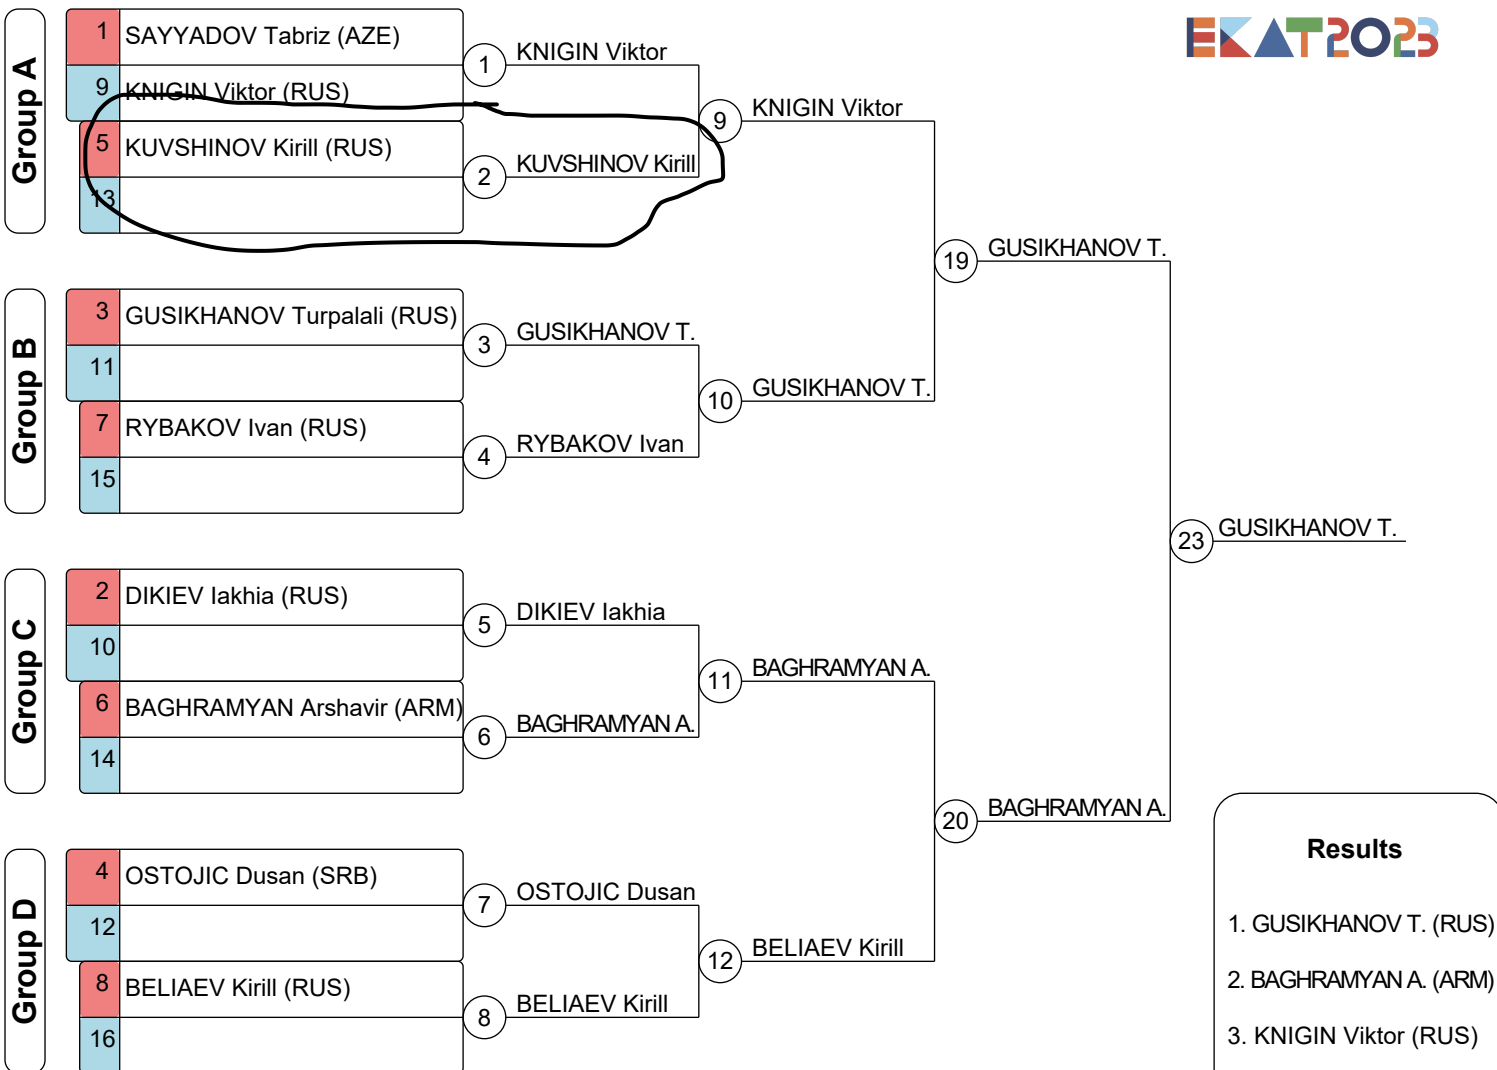 EKAT2023
Group A
1 SAYYADOV Tabriz (AZE)
9 KNIGIN Viktor (RUS)
5 KUVSHINOV Kirill (RUS)
13
1 KNIGIN Viktor
2 KUVSHINOV Kirill
9 KNIGIN Viktor
Group B
3 GUSIKHANOV Turpalali (RUS)
11
7 RYBAKOV Ivan (RUS)
15
3 GUSIKHANOV T.
4 RYBAKOV Ivan
10 GUSIKHANOV T.
19 GUSIKHANOV T.
Group C
2 DIKIEV Iakhia (RUS)
10
6 BAGHRAMYAN Arshavir (ARM)
14
5 DIKIEV Iakhia
6 BAGHRAMYAN A.
11 BAGHRAMYAN A.
Group D
4 OSTOJIC Dusan (SRB)
12
8 BELIAEV Kirill (RUS)
16
7 OSTOJIC Dusan
8 BELIAEV Kirill
12 BELIAEV Kirill
20 BAGHRAMYAN A.
23 GUSIKHANOV T.
Results
1. GUSIKHANOV T. (RUS)
2. BAGHRAMYAN A. (ARM)
3. KNIGIN Viktor (RUS)